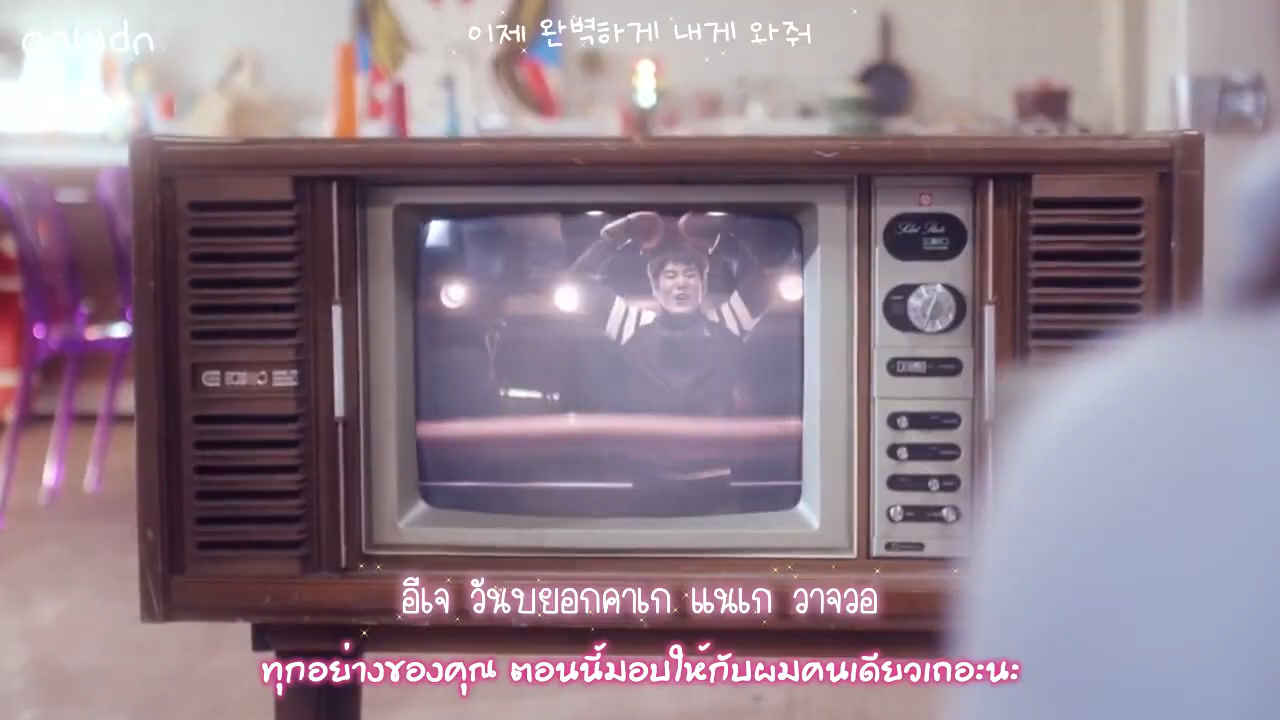 onlydn
이제 완벽하게 내게 와줘
อีเจ วันบยอกคาเก แนเก วาจวอ
ทุกอย่างของคุณ ตอนนี้มอบให้กับผมคนเดียวเถอะนะ